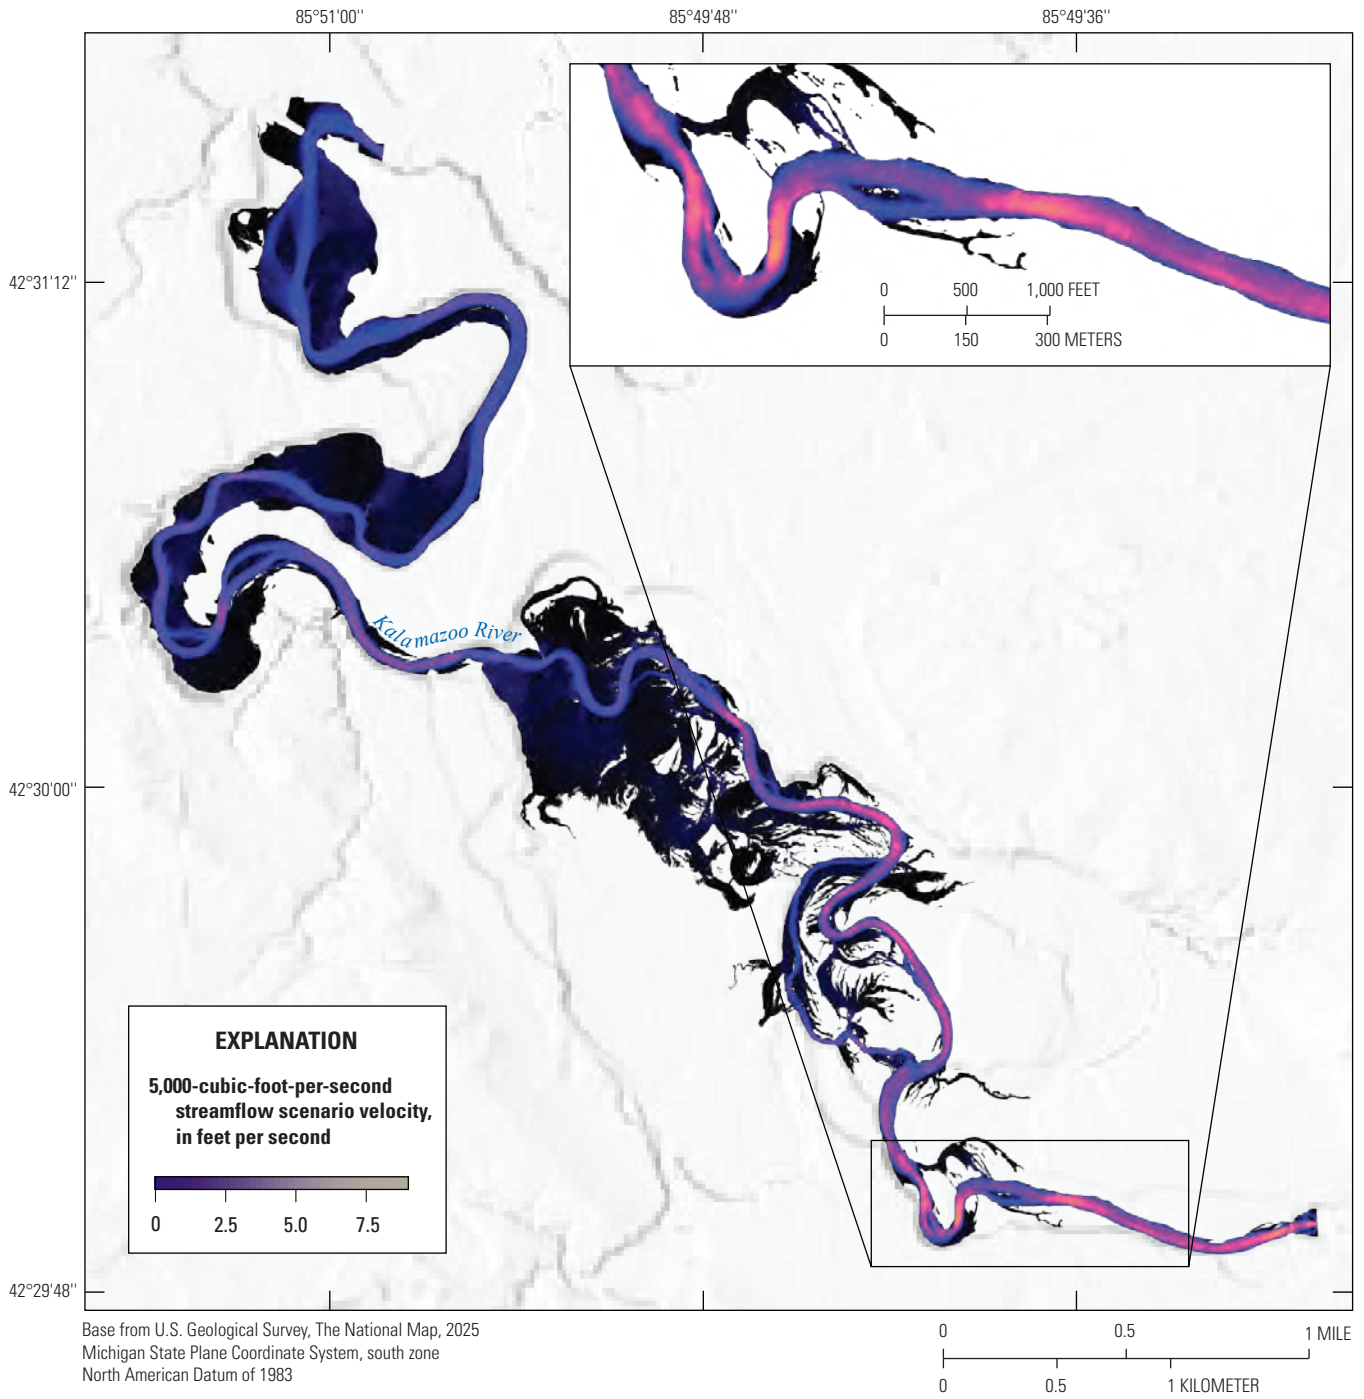 85°51'00"
85°49'48"
85°49'36"
0
500
1,000 FEET
0
150
300 METERS
42°31'12"
Kalamazoo River
42°30'00"
EXPLANATION
5,000-cubic-foot-per-second
streamflow scenario velocity,
in feet per second
0
2.5
5.0
7.5
42°29'48"
Base from U.S. Geological Survey, The National Map, 2025
Michigan State Plane Coordinate System, south zone
North American Datum of 1983
0
0.5
1 MILE
0
0.5
1 KILOMETER